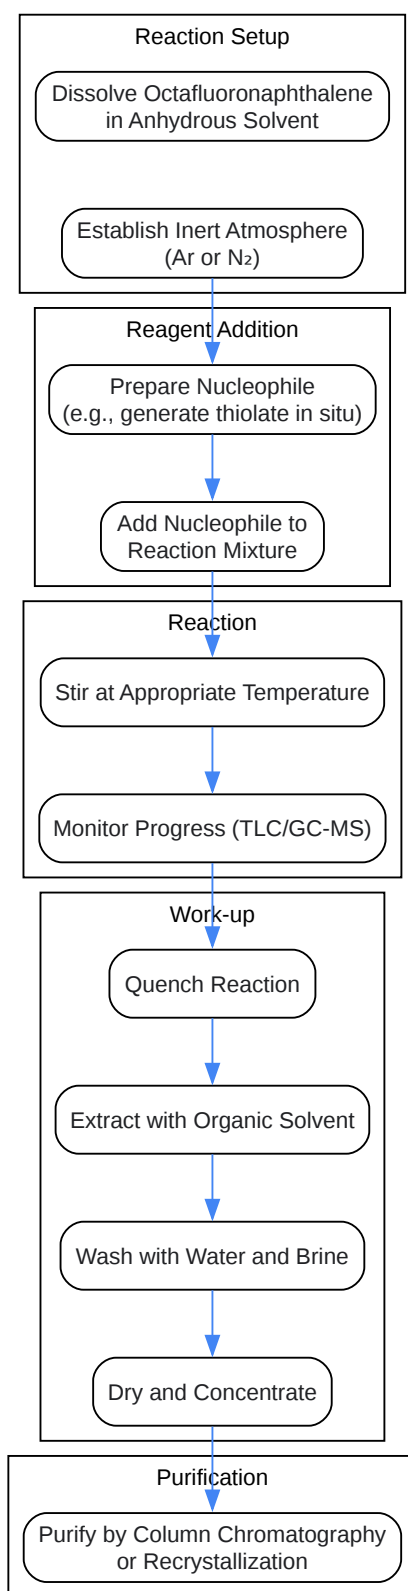 Reaction Setup
Dissolve Octafluoronaphthalene
in Anhydrous Solvent
Establish Inert Atmosphere
(Ar or N₂)
Reagent Addition
Prepare Nucleophile
(e.g., generate thiolate in situ)
Add Nucleophile to
Reaction Mixture
Reaction
Stir at Appropriate Temperature
Monitor Progress (TLC/GC-MS)
Work-up
Quench Reaction
Extract with Organic Solvent
Wash with Water and Brine
Dry and Concentrate
Purification
Purify by Column Chromatography
or Recrystallization